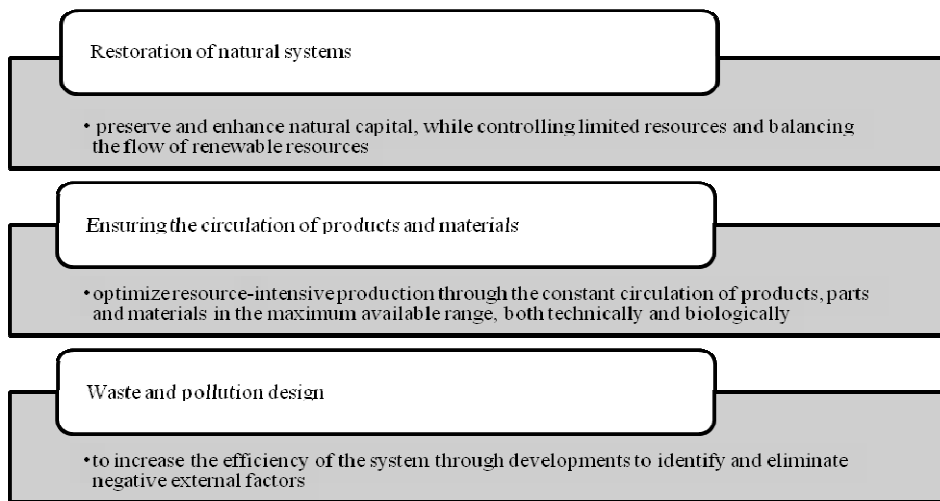 Restoration of natural systems
• preserve and enhance natural capital, while controlling limited resources and balancing
the flow of renewable resources
Ensuring the circulation of products and materials
• optimize resource-intensive production through the constant circulation of products, parts
and materials in the maximum available range, both technically and biologically
Waste and pollution design
• to increase the efficiency of the system through developments to identify and eliminate
negative external factors